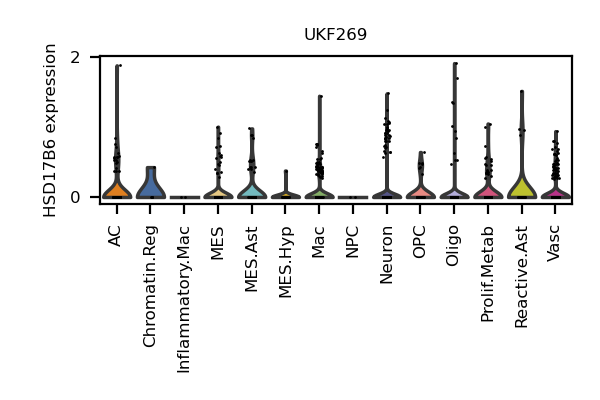 UKF269
HSD17B6 expression
2
0
AC
Chromatin.Reg
Inflammatory.Mac
MES
MES.Ast
MES.Hyp
Mac
NPC
Neuron
OPC
Oligo
Prolif.Metab
Reactive.Ast
Vasc